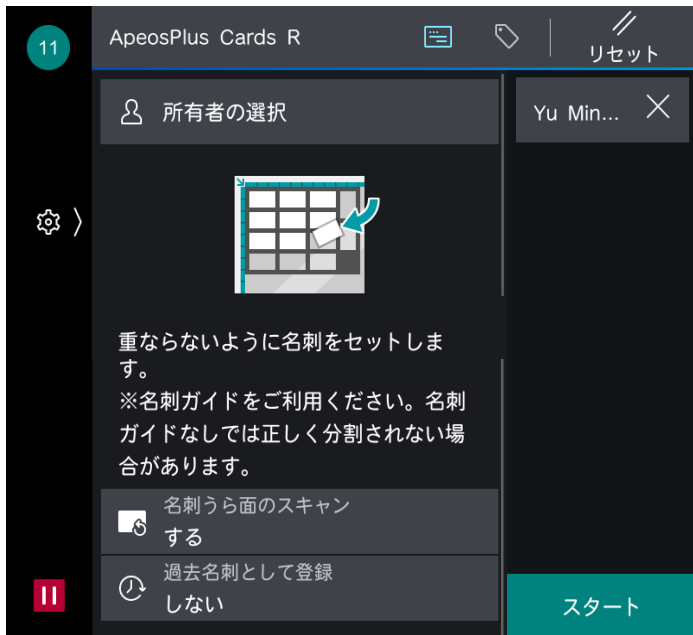 11
ApeosPlus Cards R
リセット
所有者の選択
Yu Min...
重ならないように名刺をセットしま
す。
※名刺ガイドをご利用ください。名刺
ガイドなしでは正しく分割されない場
合があります。
名刺うら面のスキャン
する
過去名刺として登録
しない
スタート